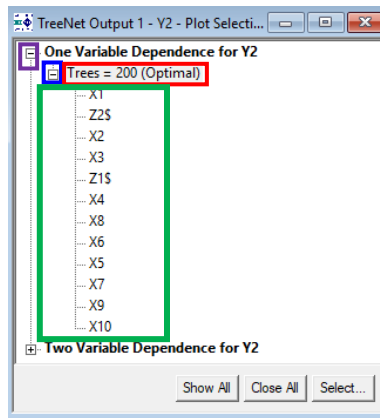 TreeNet Output 1 - Y2 - Plot Selecti...
One Variable Dependence for Y2
Trees = 200 (Optimal)
X1
Z2$
X2
X3
Z1$
X4
X8
X6
X5
X7
X9
X10
Two Variable Dependence for Y2
Show All Close All Select...